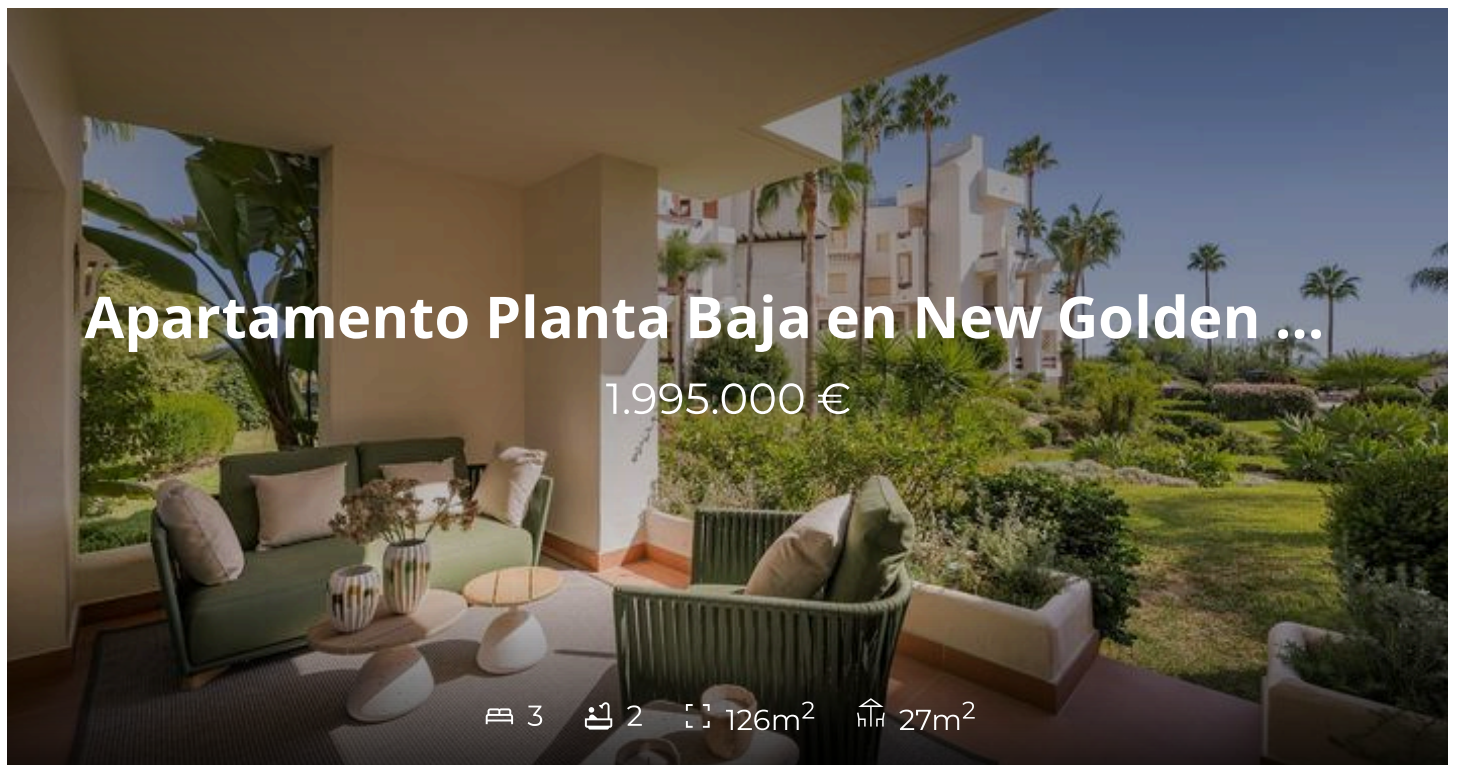 Apartamento Planta Baja en New Golden ...
1.995.000 €
3 2 126m² 27m²